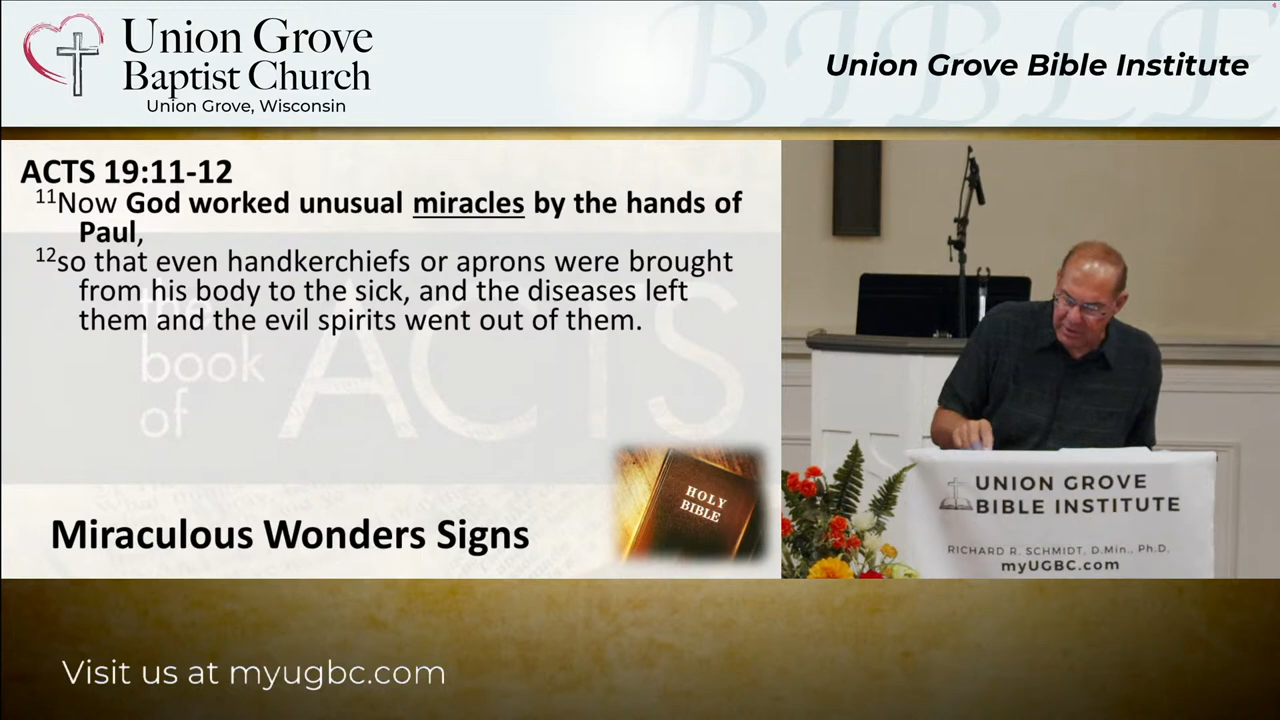 Union Grove
Baptist Church
Union Grove, Wisconsin
BIBLE
Union Grove Bible Institute
ACTS 19:11-12
11Now God worked unusual miracles by the hands of
Paul,
12so that even handkerchiefs or aprons were brought
from his body to the sick, and the diseases left
them and the evil spirits went out of them.
the
book
of
ACTS
HOLY
BIBLE
Miraculous Wonders Signs
UNION GROVE
BIBLE INSTITUTE
RICHARD R. SCHMIDT, D.Min., Ph.D.
myUGBC.com
Visit us at myugbc.com